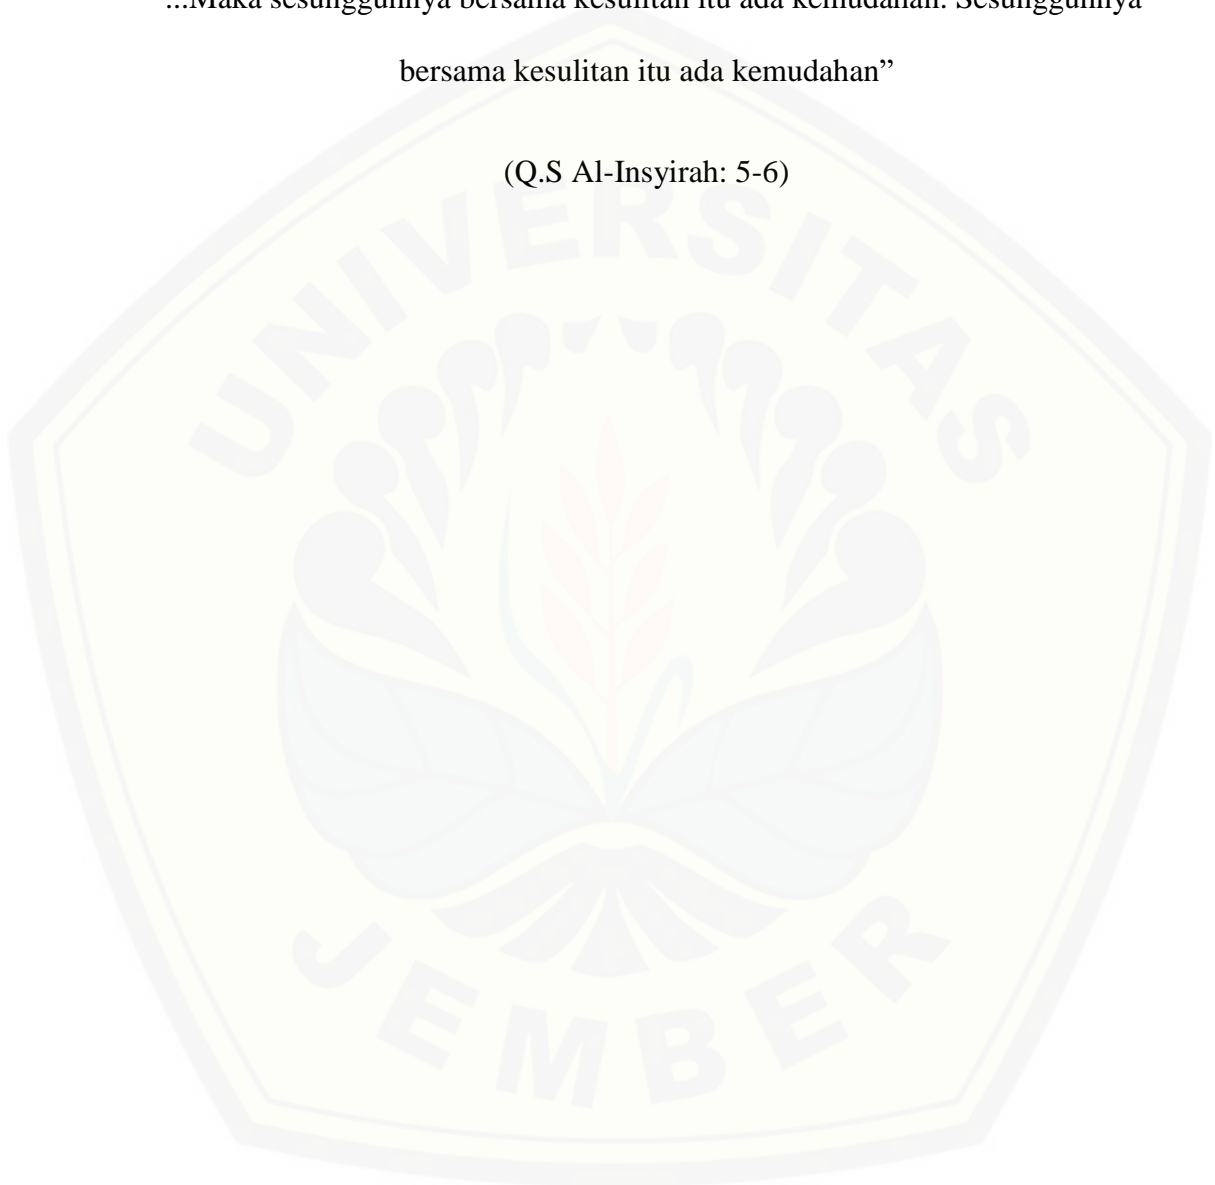 ...Maka sesungguhnya bersama kesulitan itu ada kemudahan. Sesungguhnya
bersama kesulitan itu ada kemudahan”
(Q.S Al-Insyirah: 5-6)
UNIVERSITAS
JEMBER